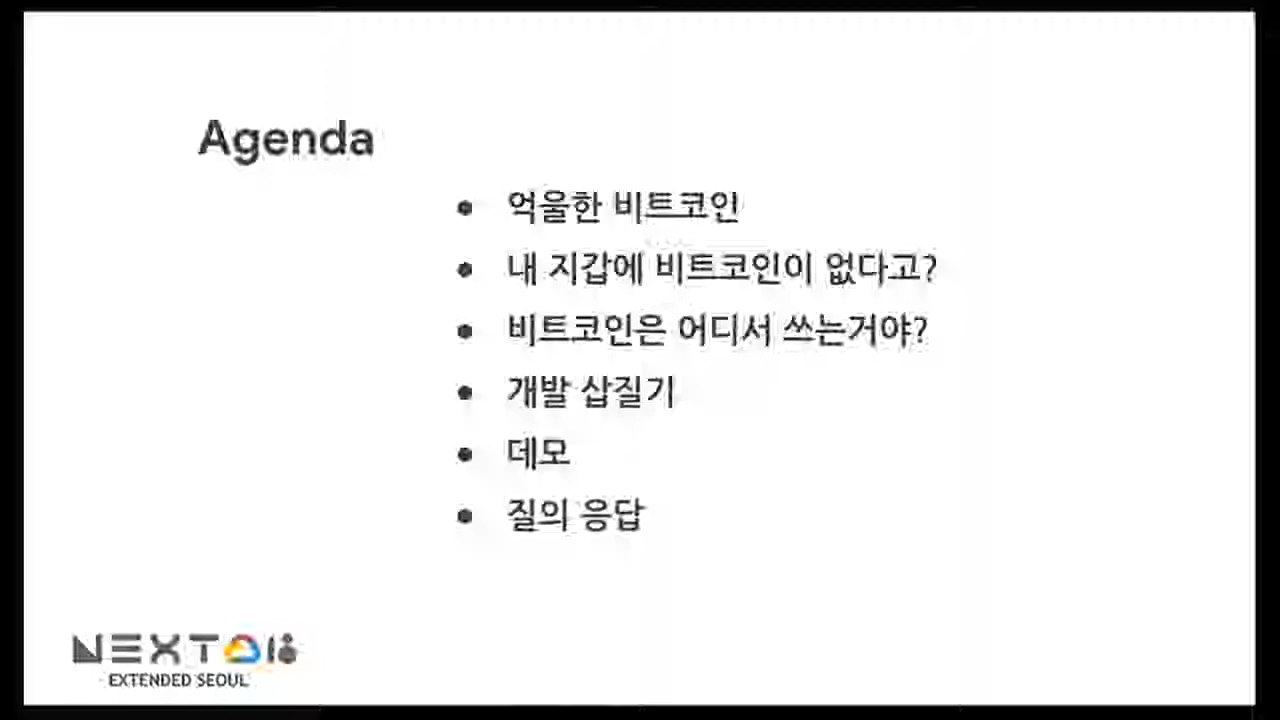 Agenda
• 억울한 비트코인
• 내 지갑에 비트코인이 없다고?
• 비트코인은 어디서 쓰는거야?
• 개발 삽질기
• 데모
• 질의 응답
NEXT 18
EXTENDED SEOUL